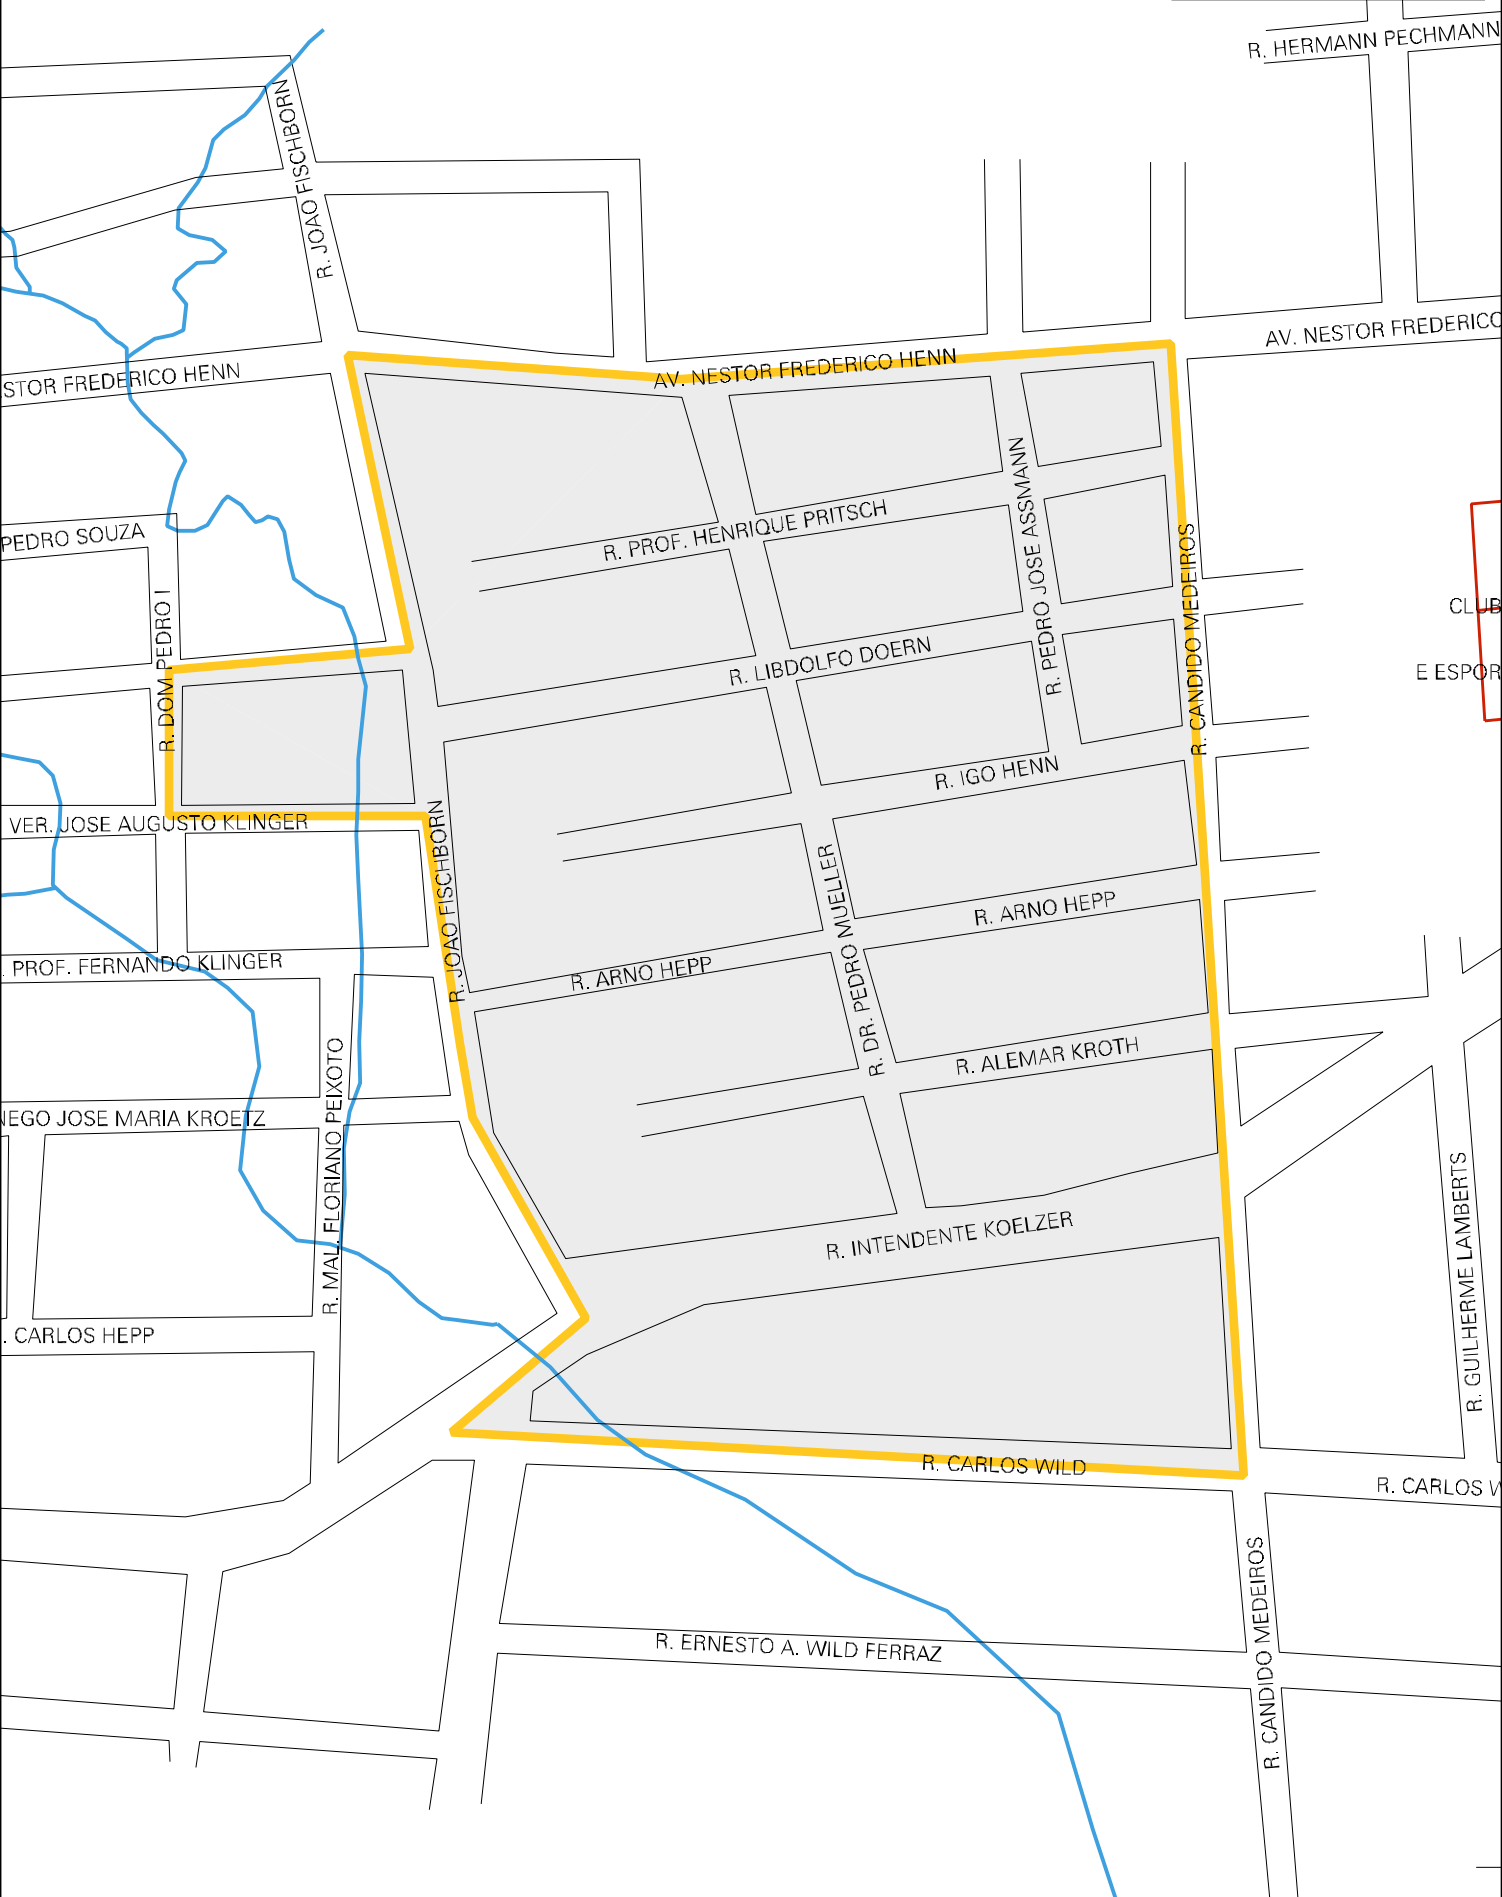 R. HERMANN PECHMANN
R. JOAO FISCHBORN
AV. NESTOR FREDERICO
AV. NESTOR FREDERICO HENN
STOR FREDERICO HENN
R. PROF. HENRIQUE PRITSCH
R. PEDRO JOSE ASSMANN
PEDRO SOUZA
R. DOM PEDRO I
R. CANDIDO MEDEIROS
CLUB
E ESPOR
R. LIBDOLFO DOERN
R. IGO HENN
VER. JOSE AUGUSTO KLINGER
R. JOAO FISCHBORN
R. DR. PEDRO MUELLER
R. ARNO HEPP
R. ARNO HEPP
. PROF. FERNANDO KLINGER
R. ALEMAR KROTH
NEGO JOSE MARIA KROETZ
R. MAL. FLORIANO PEIXOTO
R. INTENDENTE KOELZER
R. GUILHERME LAMBERTS
. CARLOS HEPP
R. CARLOS WILD
R. CARLOS W
R. ERNESTO A. WILD FERRAZ
R. CANDIDO MEDEIROS